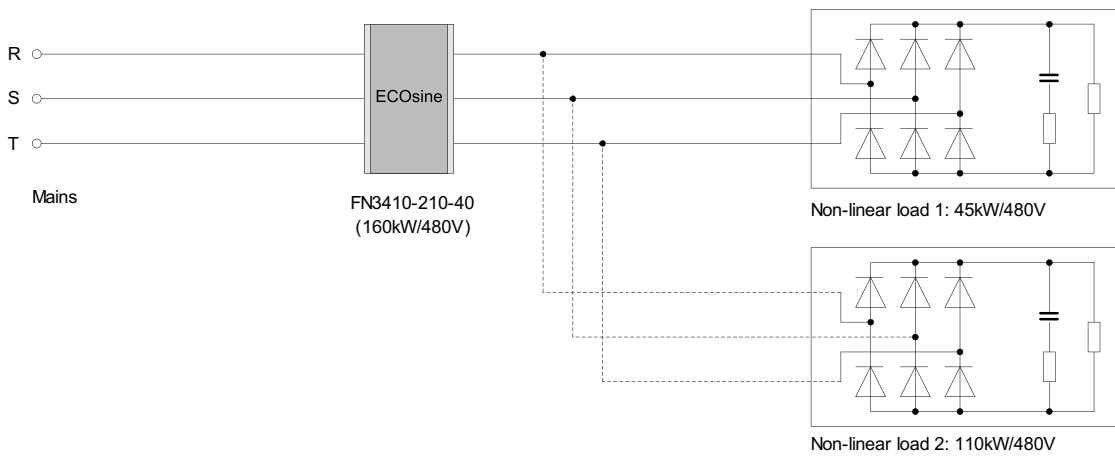 R
S
T
Mains
ECOsine
FN3410-210-40
(160kW/480V)
Non-linear load 1: 45kW/480V
Non-linear load 2: 110kW/480V